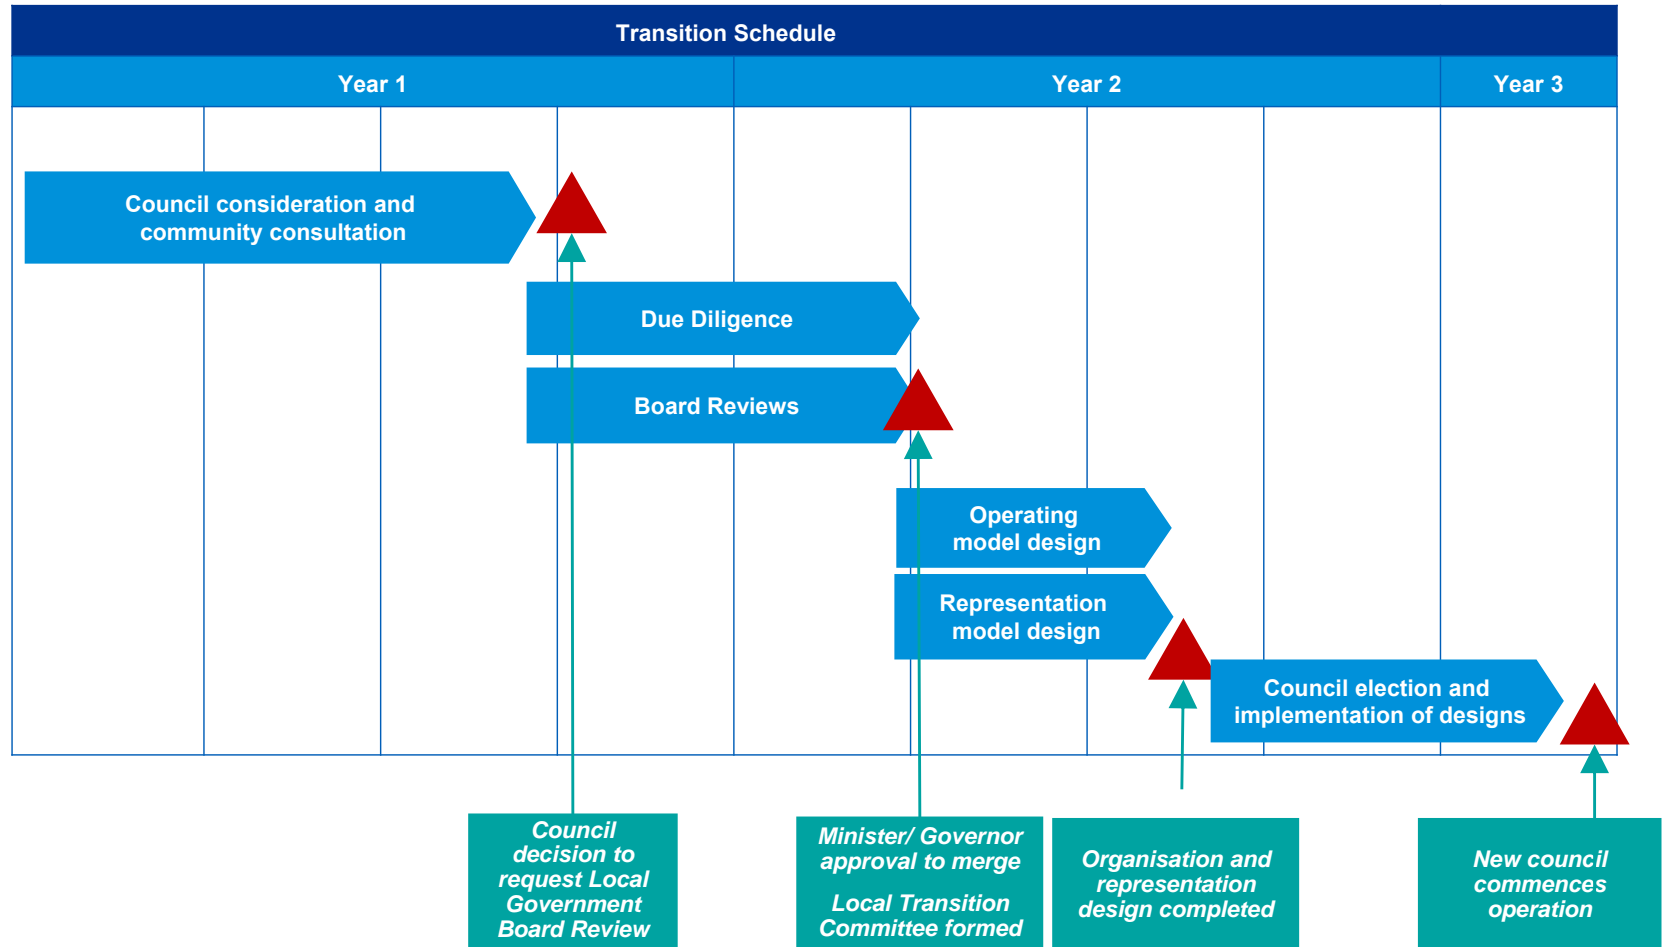 Transition Schedule
Year 1
Year 2
Year 3
Council consideration and
community consultation
Due Diligence
Board Reviews
Operating
model design
Representation
model design
Council election and
implementation of designs
Council
decision to
request Local
Government
Board Review
Minister/ Governor
approval to merge
Local Transition
Committee formed
Organisation and
representation
design completed
New council
commences
operation